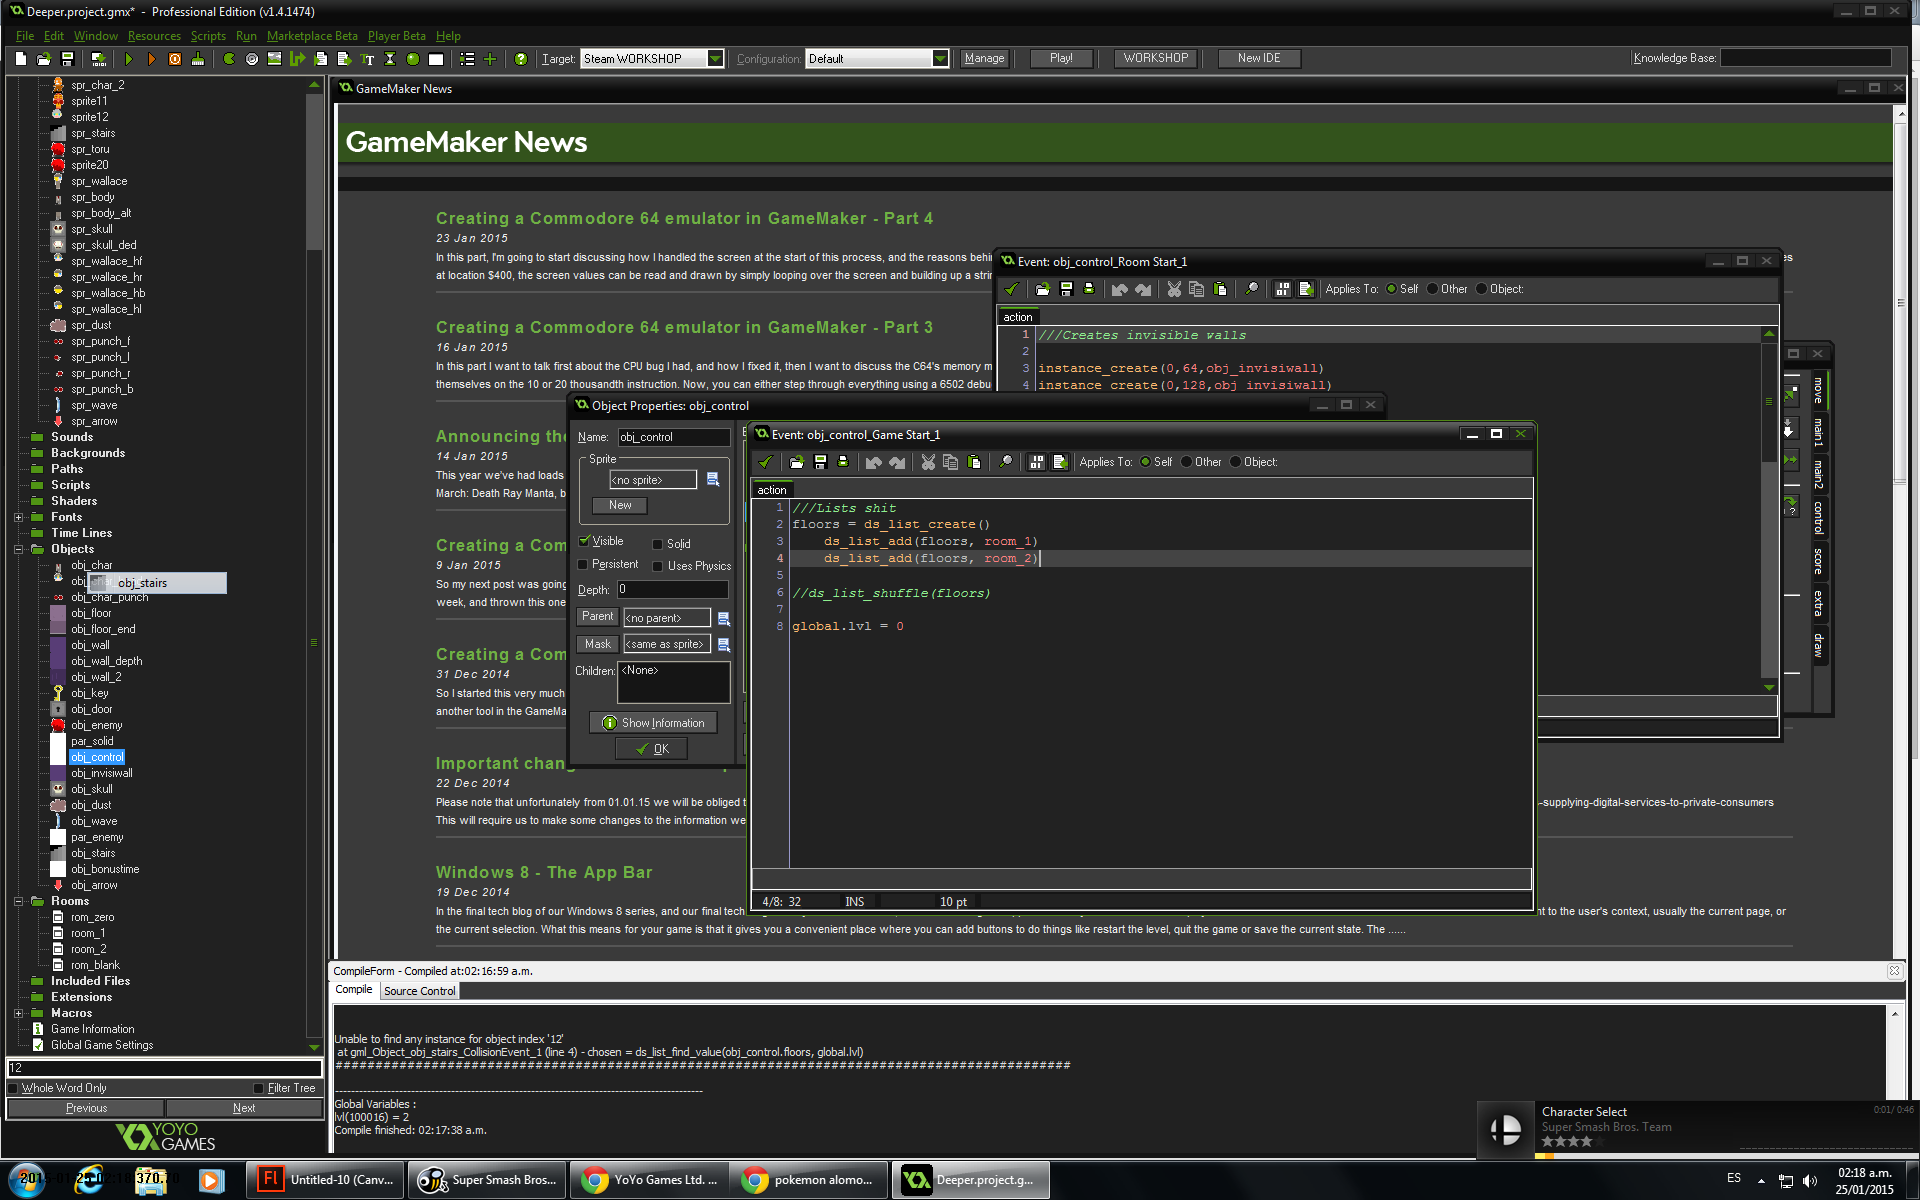 Deeper.project.gmx* - Professional Edition (v1.4.1474)
File Edit Window Resources Scripts Run Marketplace Beta Player Beta Help
Target: Steam WORKSHOP Configuration: Default Manage Play! WORKSHOP New IDE Knowledge Base:
spr_char_2
sprite11
sprite12
spr_stairs
spr_toru
sprite20
spr_wallace
spr_body
spr_body_alt
spr_skull
spr_skull_ded
spr_wallace_hf
spr_wallace_hr
spr_wallace_hb
spr_wallace_hl
spr_dust
spr_punch_f
spr_punch_l
spr_punch_r
spr_punch_b
spr_wave
spr_arrow
Sounds
Backgrounds
Paths
Scripts
Shaders
Fonts
Time Lines
Objects
obj_char
obj_stairs
obj_char_punch
obj_floor
obj_floor_end
obj_wall
obj_wall_depth
obj_wall_2
obj_key
obj_door
obj_enemy
par_solid
obj_control
obj_invisiwall
obj_skull
obj_dust
obj_wave
par_enemy
obj_stairs
obj_bonustime
obj_arrow
Rooms
rom_zero
room_1
room_2
rom_blank
Included Files
Extensions
Macros
Game Information
Global Game Settings
12
Whole Word Only Filter Tree
Previous Next
YOYO GAMES
GameMaker News
GameMaker News
Creating a Commodore 64 emulator in GameMaker - Part 4
23 Jan 2015
In this part, I'm going to start discussing how I handled the screen at the start of this process, and the reasons behi
es
at location $400, the screen values can be read and drawn by simply looping over the screen and building up a stri
Creating a Commodore 64 emulator in GameMaker - Part 3
16 Jan 2015
In this part I want to talk first about the CPU bug I had, and how I fixed it, then I want to discuss the C64's memory m
themselves on the 10 or 20 thousandth instruction. Now, you can either step through everything using a 6502 debu
Announcing the
14 Jan 2015
This year we've had loads
March: Death Ray Manta, b
Creating a Com
9 Jan 2015
So my next post was going
week, and thrown this one
Creating a Com
31 Dec 2014
So I started this very much
another tool in the GameMa
Important chan
22 Dec 2014
Please note that unfortunately from 01.01.15 we will be obliged t
-supplying-digital-services-to-private-consumers
This will require us to make some changes to the information we
Windows 8 - The App Bar
19 Dec 2014
In the final tech blog of our Windows 8 series, and our final tech
nt to the user's context, usually the current page, or
the current selection. What this means for your game is that it gives you a convenient place where you can add buttons to do things like restart the level, quit the game or save the current state. The ......
Event: obj_control_Room Start_1
Applies To: Self Other Object:
action
1 ///Creates invisible walls
2
3 instance_create(0,64,obj_invisiwall)
4 instance_create(0,128,obj_invisiwall)
move
main1
main2
control
score
extra
draw
Object Properties: obj_control
Name: obj_control
Sprite
<no sprite>
New
Visible Solid
Persistent Uses Physics
Depth: 0
Parent <no parent>
Mask <same as sprite>
Children: <None>
Show Information
OK
Event: obj_control_Game Start_1
Applies To: Self Other Object:
action
1 ///Lists shit
2 floors = ds_list_create()
3 ds_list_add(floors, room_1)
4 ds_list_add(floors, room_2)
5
6 //ds_list_shuffle(floors)
7
8 global.lvl = 0
4/8: 32 INS 10 pt
CompileForm - Compiled at:02:16:59 a.m.
Compile Source Control
Unable to find any instance for object index '12'
at gml_Object_obj_stairs_CollisionEvent_1 (line 4) - chosen = ds_list_find_value(obj_control.floors, global.lvl)
Global Variables :
lvl(100016) = 2
Compile finished: 02:17:38 a.m.
Character Select 0:01/ 0:46
Super Smash Bros. Team
Untitled-10 (Canv...
Super Smash Bros...
YoYo Games Ltd. ...
pokemon alomo...
Deeper.project.g...
ES
02:18 a.m.
25/01/2015